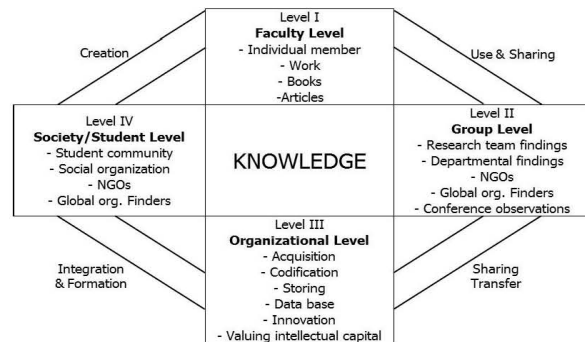 Level I
Faculty Level
- Individual member
- Work
- Books
-Articles
Creation
Use & Sharing
Level IV
Society/Student Level
- Student community
- Social organization
- NGOs
- Global org. Finders
KNOWLEDGE
Level II
Group Level
- Research team findings
- Departmental findings
- NGOs
- Global org. Finders
- Conference observations
Level III
Organizational Level
- Acquisition
- Codification
- Storing
- Data base
- Innovation
- Valuing intellectual capital
Integration
& Formation
Sharing
Transfer